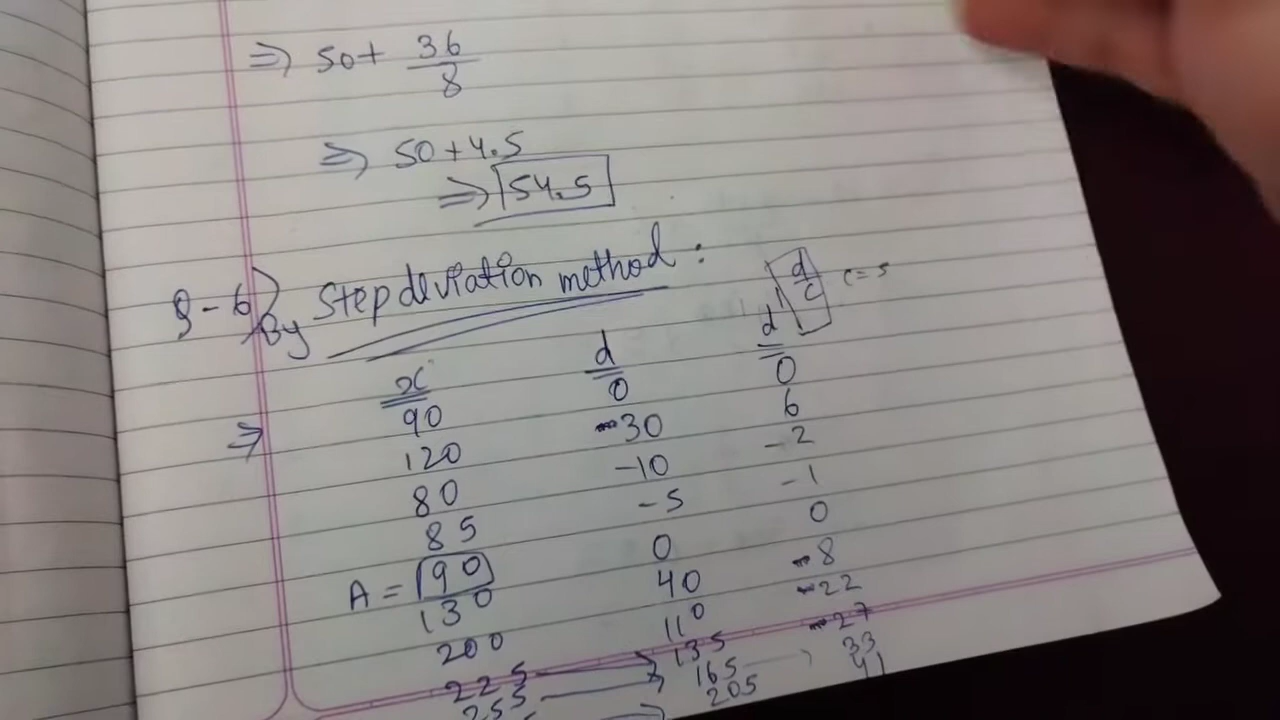 ⇒ 50 + 36/8
⇒ 50 + 4.5
⇒ 54.5
Q-6) By Step deviation method :
d/c c = 5
x d d'
⇒ 90 0 0
120 30 6
80 -10 -2
85 -5 -1
A = 90 0 0
130 40 8
200 110 22
225 135 27
255 165 33
205 41